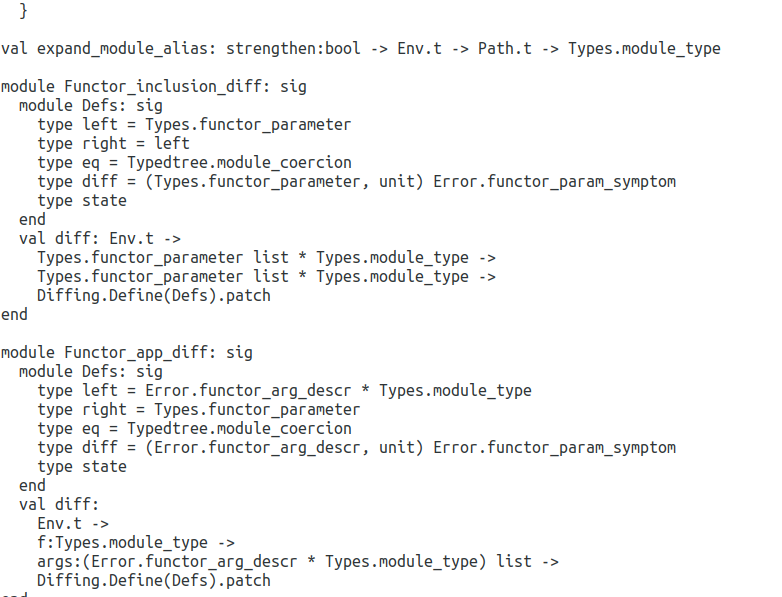 }

val expand_module_alias: strengthen:bool -> Env.t -> Path.t -> Types.module_type

module Functor_inclusion_diff: sig
  module Defs: sig
    type left = Types.functor_parameter
    type right = left
    type eq = Typedtree.module_coercion
    type diff = (Types.functor_parameter, unit) Error.functor_param_symptom
    type state
  end
  val diff: Env.t ->
    Types.functor_parameter list * Types.module_type ->
    Types.functor_parameter list * Types.module_type ->
    Diffing.Define(Defs).patch
end

module Functor_app_diff: sig
  module Defs: sig
    type left = Error.functor_arg_descr * Types.module_type
    type right = Types.functor_parameter
    type eq = Typedtree.module_coercion
    type diff = (Error.functor_arg_descr, unit) Error.functor_param_symptom
    type state
  end
  val diff:
    Env.t ->
    f:Types.module_type ->
    args:(Error.functor_arg_descr * Types.module_type) list ->
    Diffing.Define(Defs).patch
end